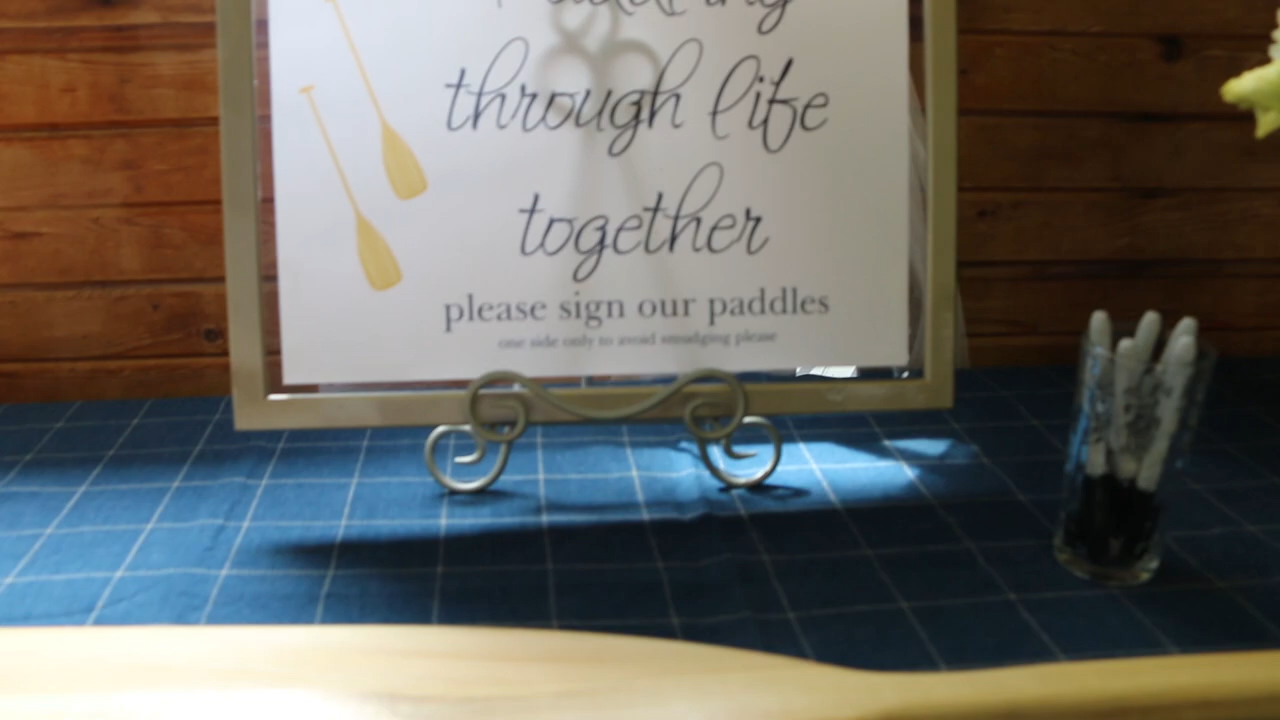 through life
together
please sign our paddles
one side only to avoid smudging please